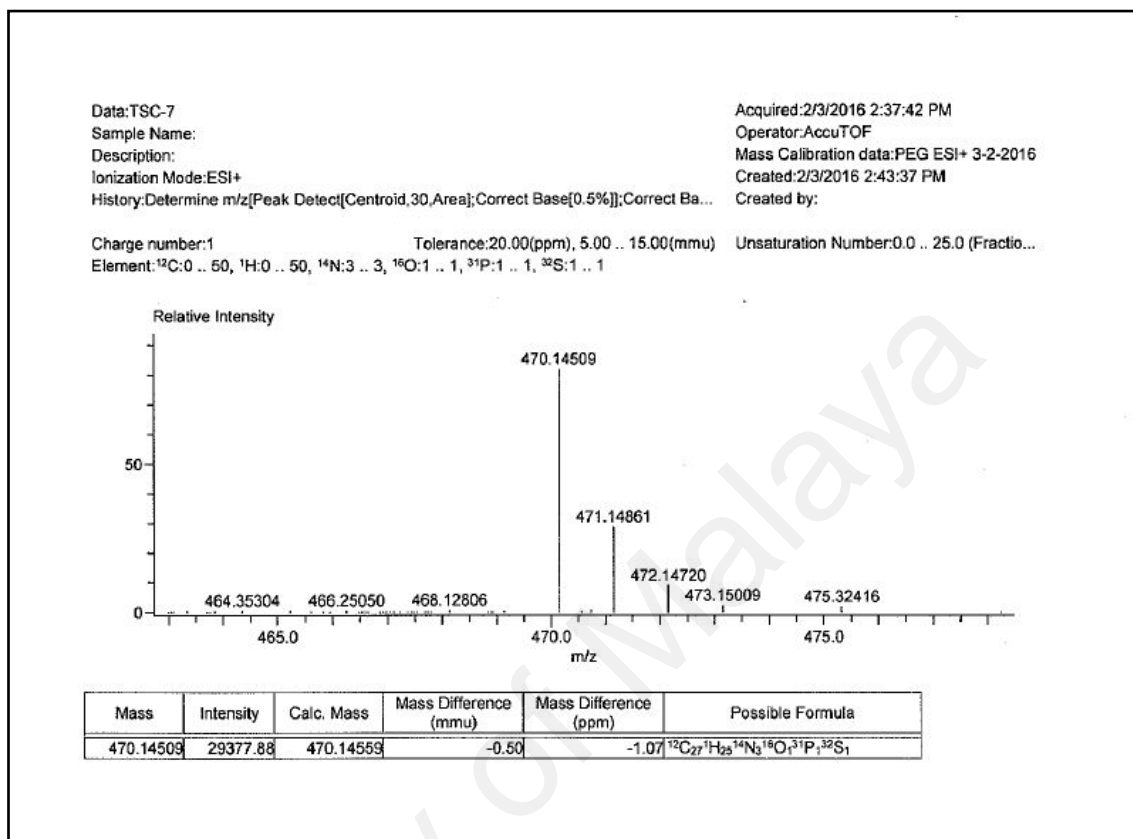 Data:TSC-7
Sample Name:
Description:
Ionization Mode:ESI+
History:Determine m/z[Peak Detect[Centroid,30,Area];Correct Base[0.5%]];Correct Ba...
Acquired:2/3/2016 2:37:42 PM
Operator:AccuTOF
Mass Calibration data:PEG ESI+ 3-2-2016
Created:2/3/2016 2:43:37 PM
Created by:
Charge number:1 Tolerance:20.00(ppm), 5.00 .. 15.00(mmu) Unsaturation Number:0.0 .. 25.0 (Fractio...
Element:¹²C:0 .. 50, ¹H:0 .. 50, ¹⁴N:3 .. 3, ¹⁶O:1 .. 1, ³¹P:1 .. 1, ³²S:1 .. 1
Relative Intensity
470.14509
50
471.14861
472.14720
464.35304 466.25050 468.12806 473.15009 475.32416
0
465.0 470.0 475.0
m/z
Mass Intensity Calc. Mass Mass Difference (mmu) Mass Difference (ppm) Possible Formula
470.14509 29377.88 470.14559 -0.50 -1.07 ¹²C₂₇¹H₂₅¹⁴N₃¹⁶O₁³¹P₁³²S₁
y of Malaya